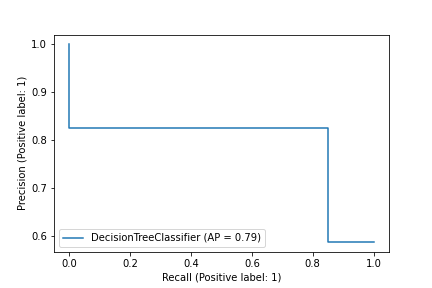 1.0
0.9
0.8
0.7
0.6
Precision (Positive label: 1)
DecisionTreeClassifier (AP = 0.79)
0.0 0.2 0.4 0.6 0.8 1.0
Recall (Positive label: 1)